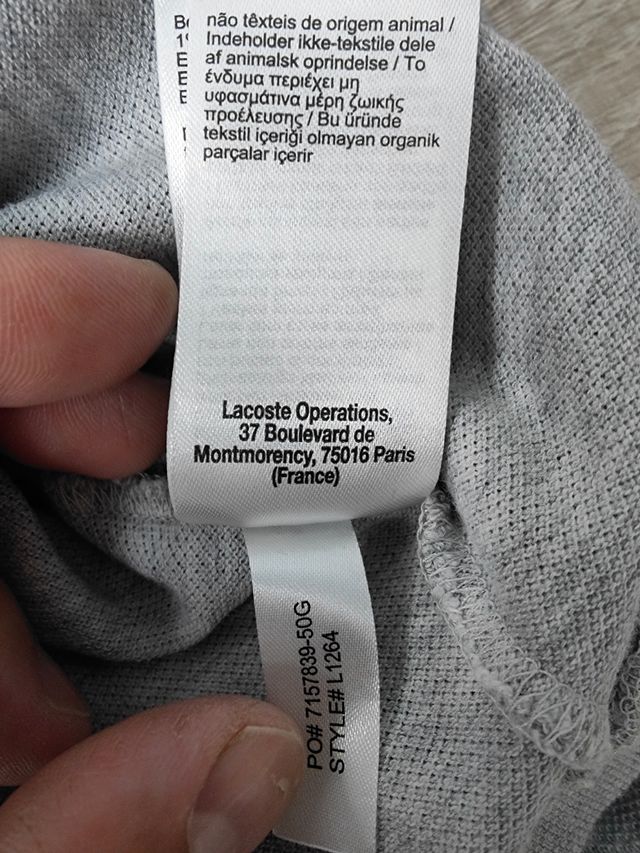 não têxteis de origem animal /
Indeholder ikke-tekstile dele
af animalsk oprindelse / Το
ένδυμα περιέχει μη
υφασμάτινα μέρη ζωικής
προέλευσης / Bu üründe
tekstil içeriği olmayan organik
parçalar içerir
Lacoste Operations,
37 Boulevard de
Montmorency, 75016 Paris
(France)
PO# 7157839-50G
STYLE# L1264